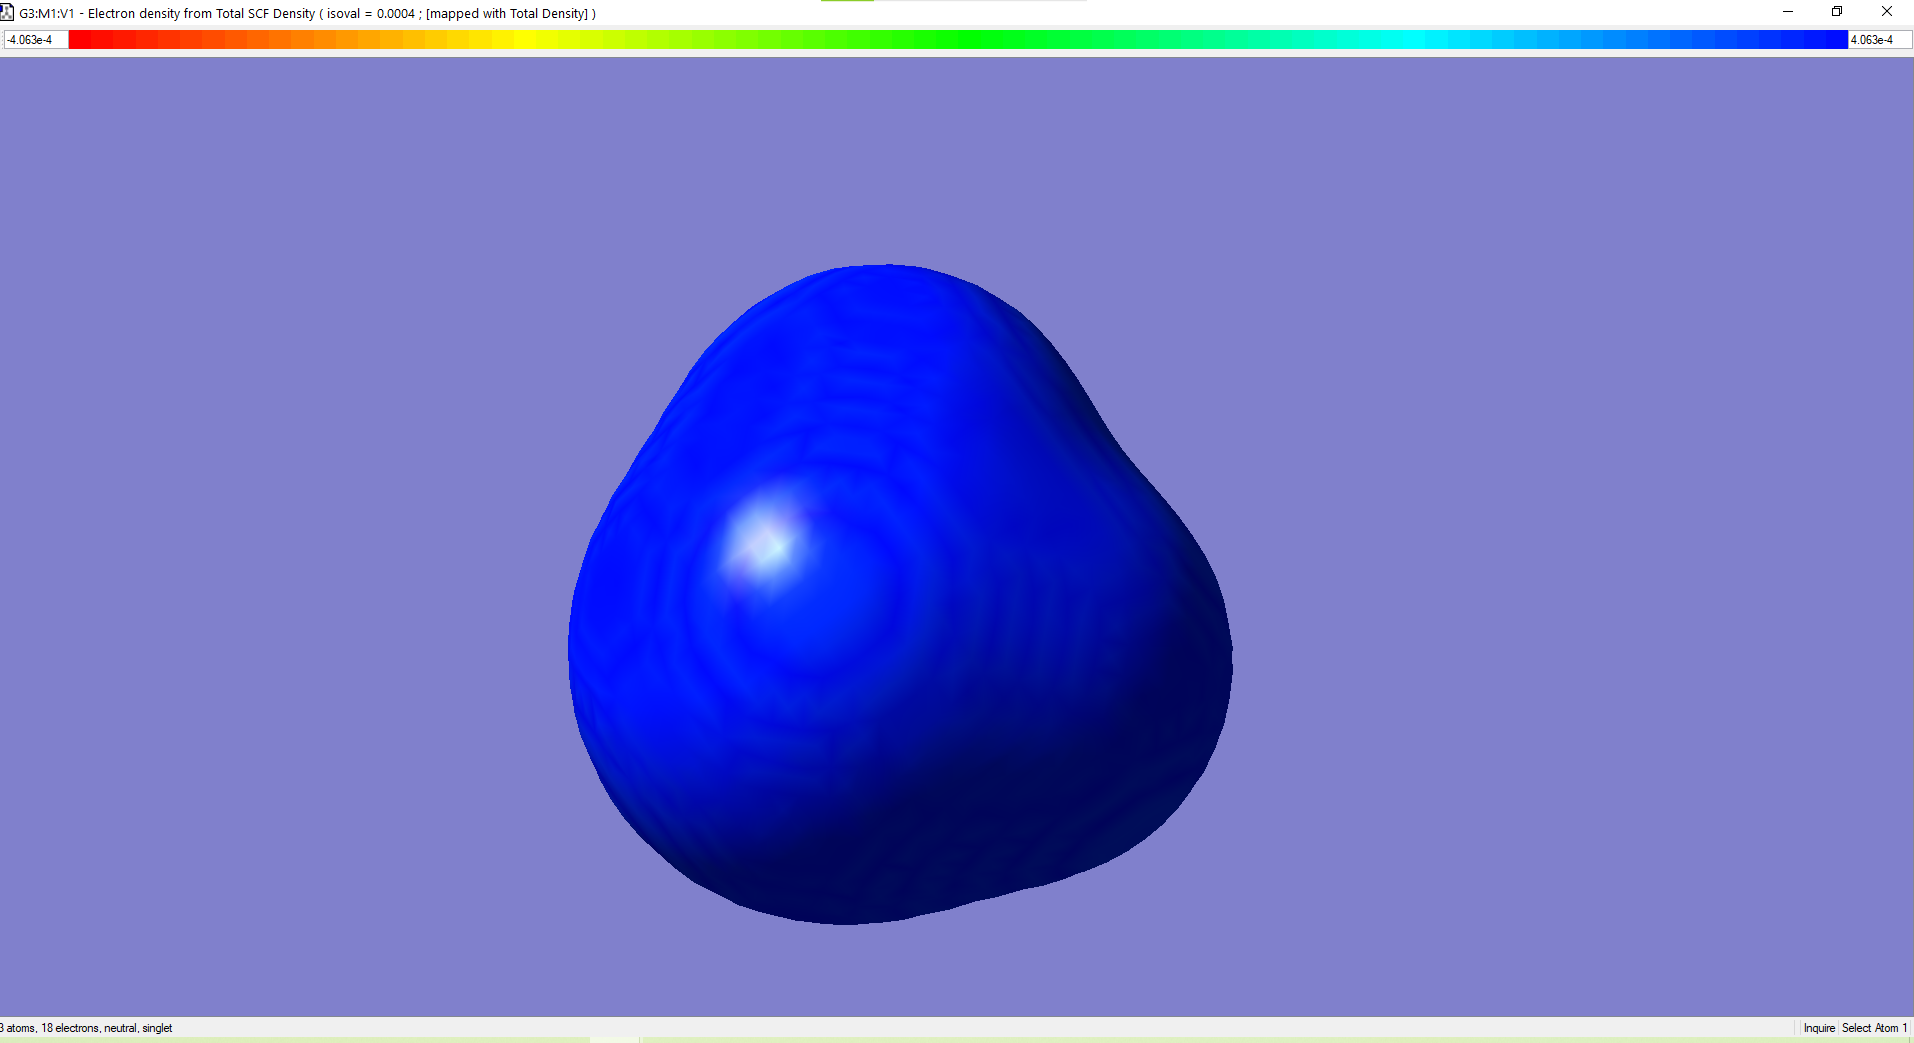 G3:M1:V1 - Electron density from Total SCF Density ( isoval = 0.0004 ; [mapped with Total Density] )
-4.063e-4 4.063e-4
8 atoms, 18 electrons, neutral, singlet Inquire Select Atom 1